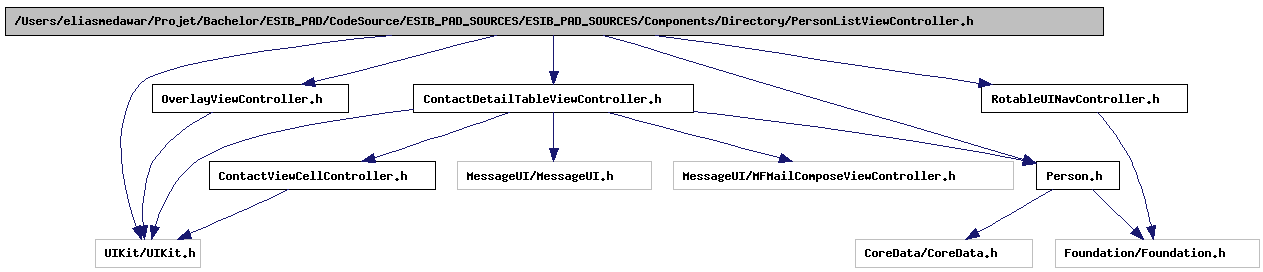 /Users/eliasmedawar/Projet/Bachelor/ESIB_PAD/CodeSource/ESIB_PAD_SOURCES/ESIB_PAD_SOURCES/Components/Directory/PersonListViewController.h
OverlayViewController.h
ContactDetailTableViewController.h
RotableUINavController.h
ContactViewCellController.h
MessageUI/MessageUI.h
MessageUI/MFMailComposeViewController.h
Person.h
UIKit/UIKit.h
CoreData/CoreData.h
Foundation/Foundation.h